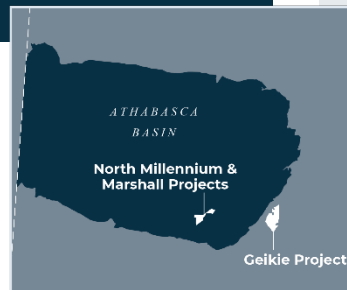 ATHABASCA
BASIN
North Millennium &
Marshall Projects
Geikie Project